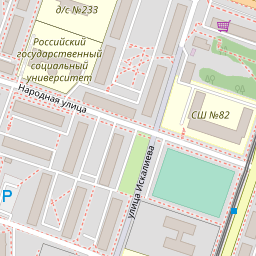 д/с №233
Российский
государственный
социальный
университет
Народная улица
СШ №82
улица Искалиева
P